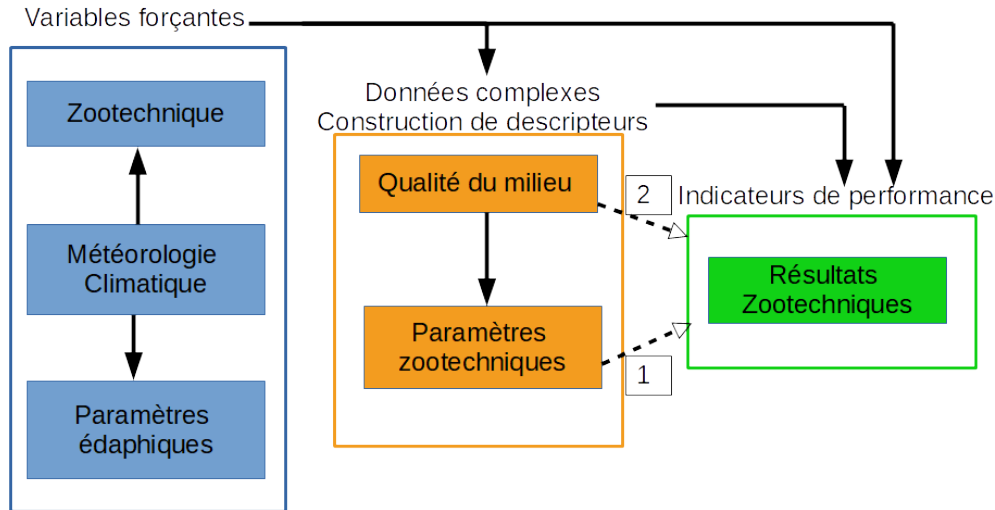 Variables forçantes
Zootechnique
Météorologie
Climatique
Paramètres
édaphiques
Données complexes
Construction de descripteurs
Qualité du milieu
Paramètres
zootechniques
2
1
Indicateurs de performance
Résultats
Zootechniques